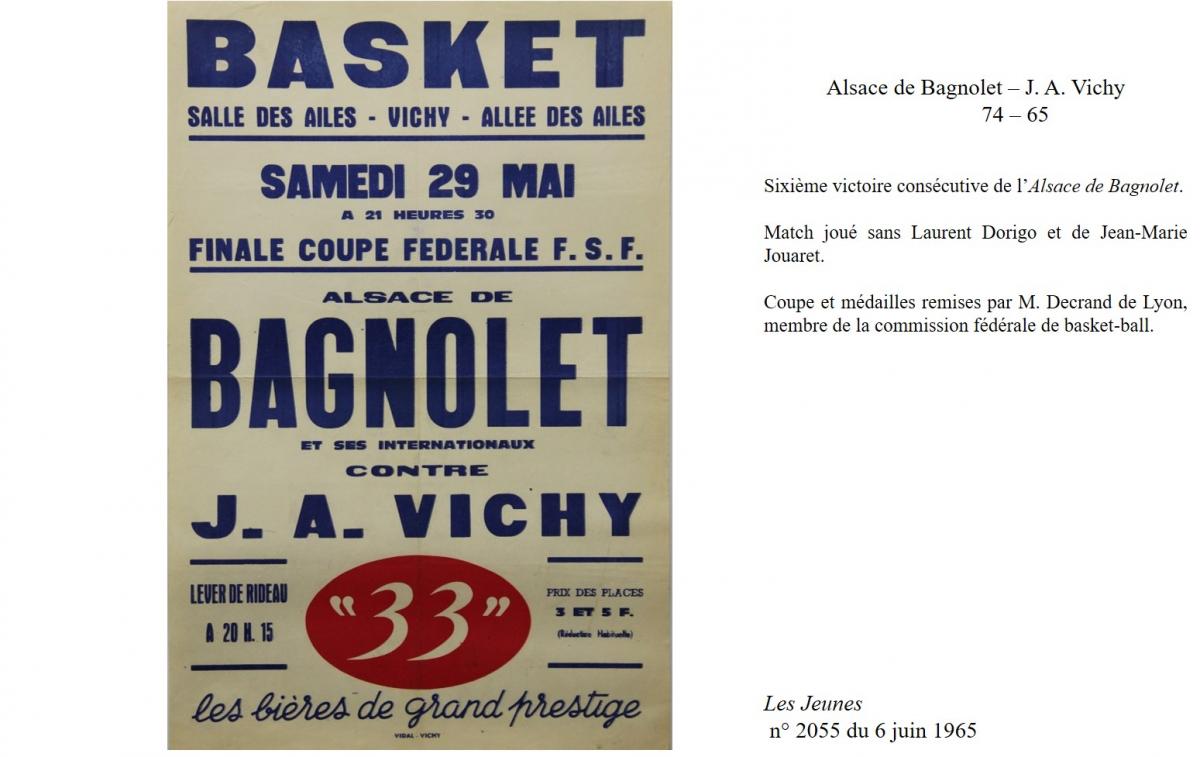 BASKET
SALLE DES AILES - VICHY - ALLEE DES AILES
SAMEDI 29 MAI
A 21 HEURES 30
FINALE COUPE FEDERALE F. S. F.
ALSACE DE
BAGNOLET
ET SES INTERNATIONAUX
CONTRE
J. A. VICHY
LEVER DE RIDEAU
A 20 H. 15
"33"
PRIX DES PLACES
3 ET 5 F.
(Réduction Habituelle)
les bières de grand prestige
VIDAL - VICHY
Alsace de Bagnolet – J. A. Vichy
74 – 65
Sixième victoire consécutive de l'Alsace de Bagnolet.
Match joué sans Laurent Dorigo et de Jean-Marie
Jouaret.
Coupe et médailles remises par M. Decrand de Lyon,
membre de la commission fédérale de basket-ball.
Les Jeunes
n° 2055 du 6 juin 1965